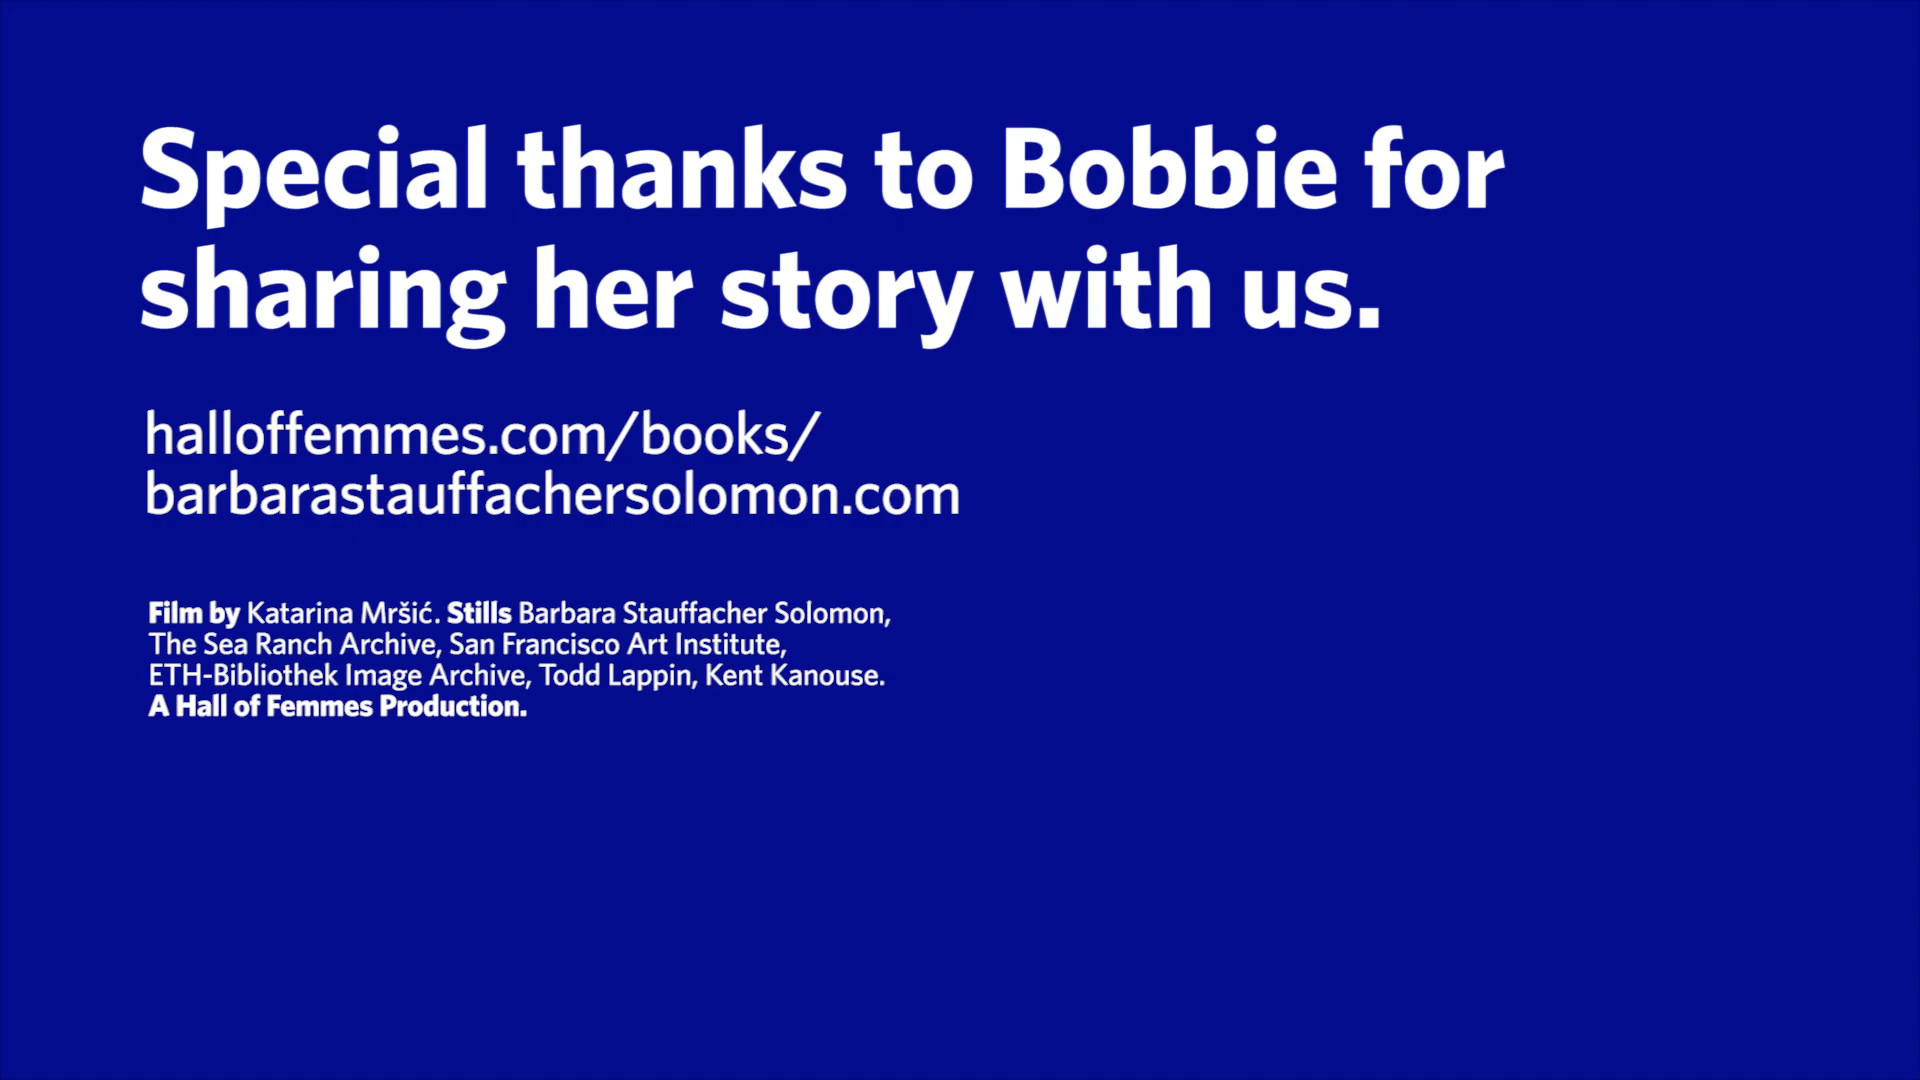 Special thanks to Bobbie for
sharing her story with us.
halloffemmes.com/books/
barbarastauffachersolomon.com
Film by Katarina Mršić. Stills Barbara Stauffacher Solomon,
The Sea Ranch Archive, San Francisco Art Institute,
ETH-Bibliothek Image Archive, Todd Lappin, Kent Kanouse.
A Hall of Femmes Production.